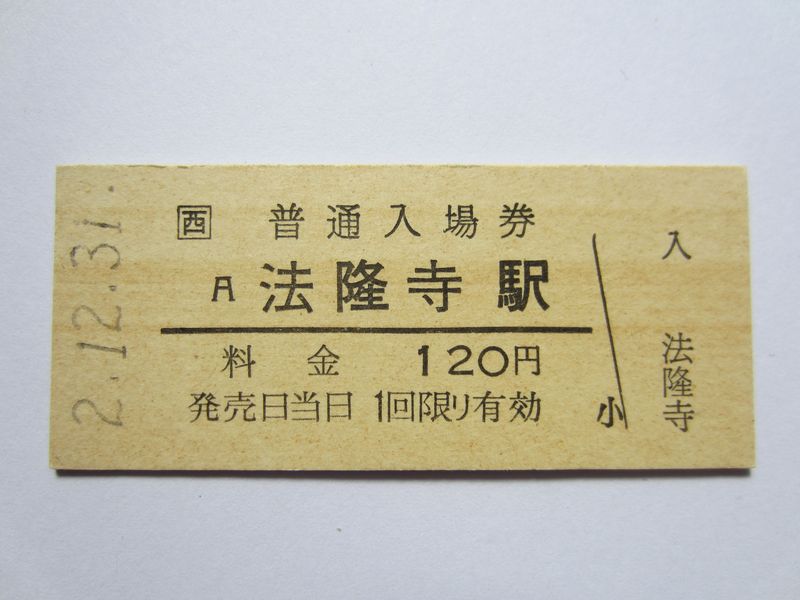 2.12.31.
西 普通入場券
A 法隆寺駅
料金 120円
発売日当日 1回限り有効
小
入
法隆寺